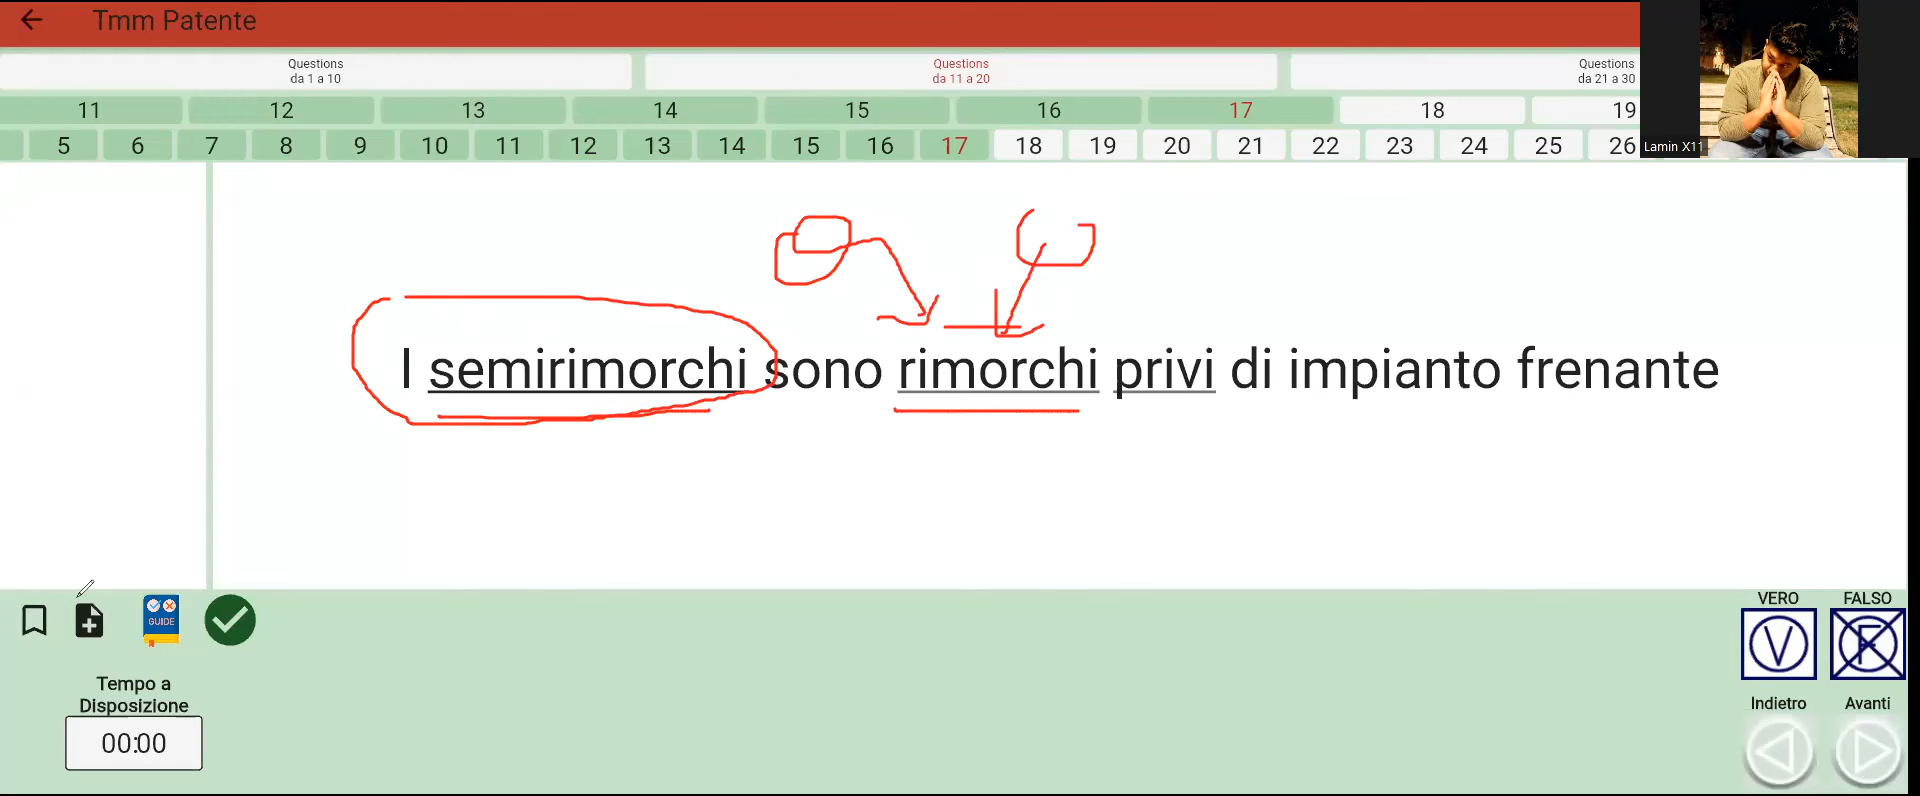 Tmm Patente
Questions
da 1 a 10
Questions
da 11 a 20
Questions
da 21 a 30
11 12 13 14 15 16 17 18 19
5 6 7 8 9 10 11 12 13 14 15 16 17 18 19 20 21 22 23 24 25 26
Lamin X11
I semirimorchi sono rimorchi privi di impianto frenante
GUIDE
VERO FALSO
V F
Tempo a
Disposizione
00:00
Indietro Avanti